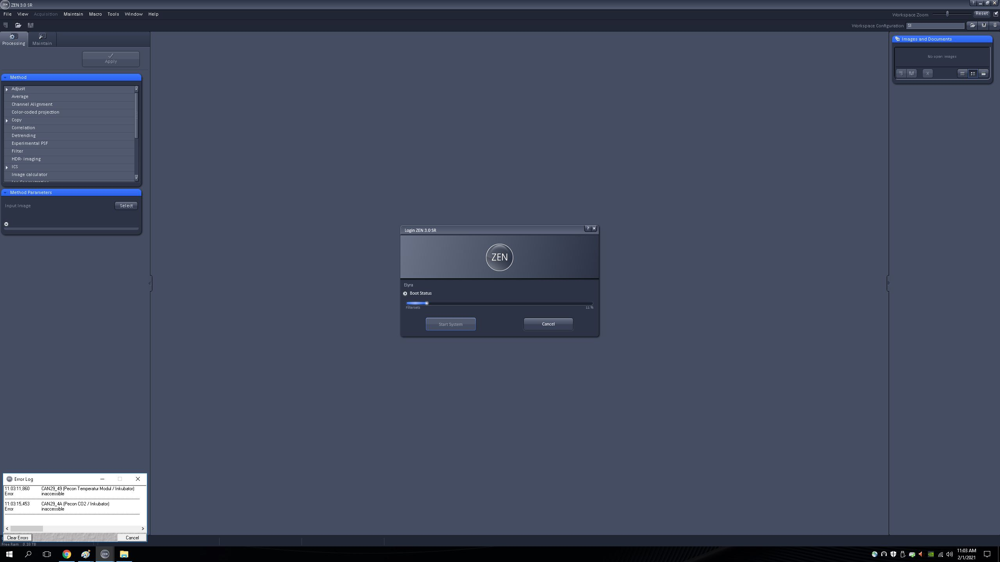 ZEN 3.0 SR
File View Acquisition Maintain Macro Tools Window Help
Workspace Zoom Reset
Workspace Configuration SI
Processing Maintain
Apply
Method
Adjust
Average
Channel Alignment
Color-coded projection
Copy
Correlation
Detrending
Experimental PSF
Filter
HDR- imaging
ICS
Image calculator
Method Parameters
Input Image Select
Images and Documents
No open images
X
Login ZEN 3.0 SR
ZEN
Elyra
Boot Status
Filtersets 11 %
Start System Cancel
Error Log
11:03:11,860 CAN29_49 (Pecon Temperatur Modul / Inkubator)
Error inaccessible
11:03:15,453 CAN29_4A (Pecon CO2 / Inkubator)
Error inaccessible
Clear Errors Cancel
Free Ram 0.18 TB
ZEN
11:03 AM
2/1/2021